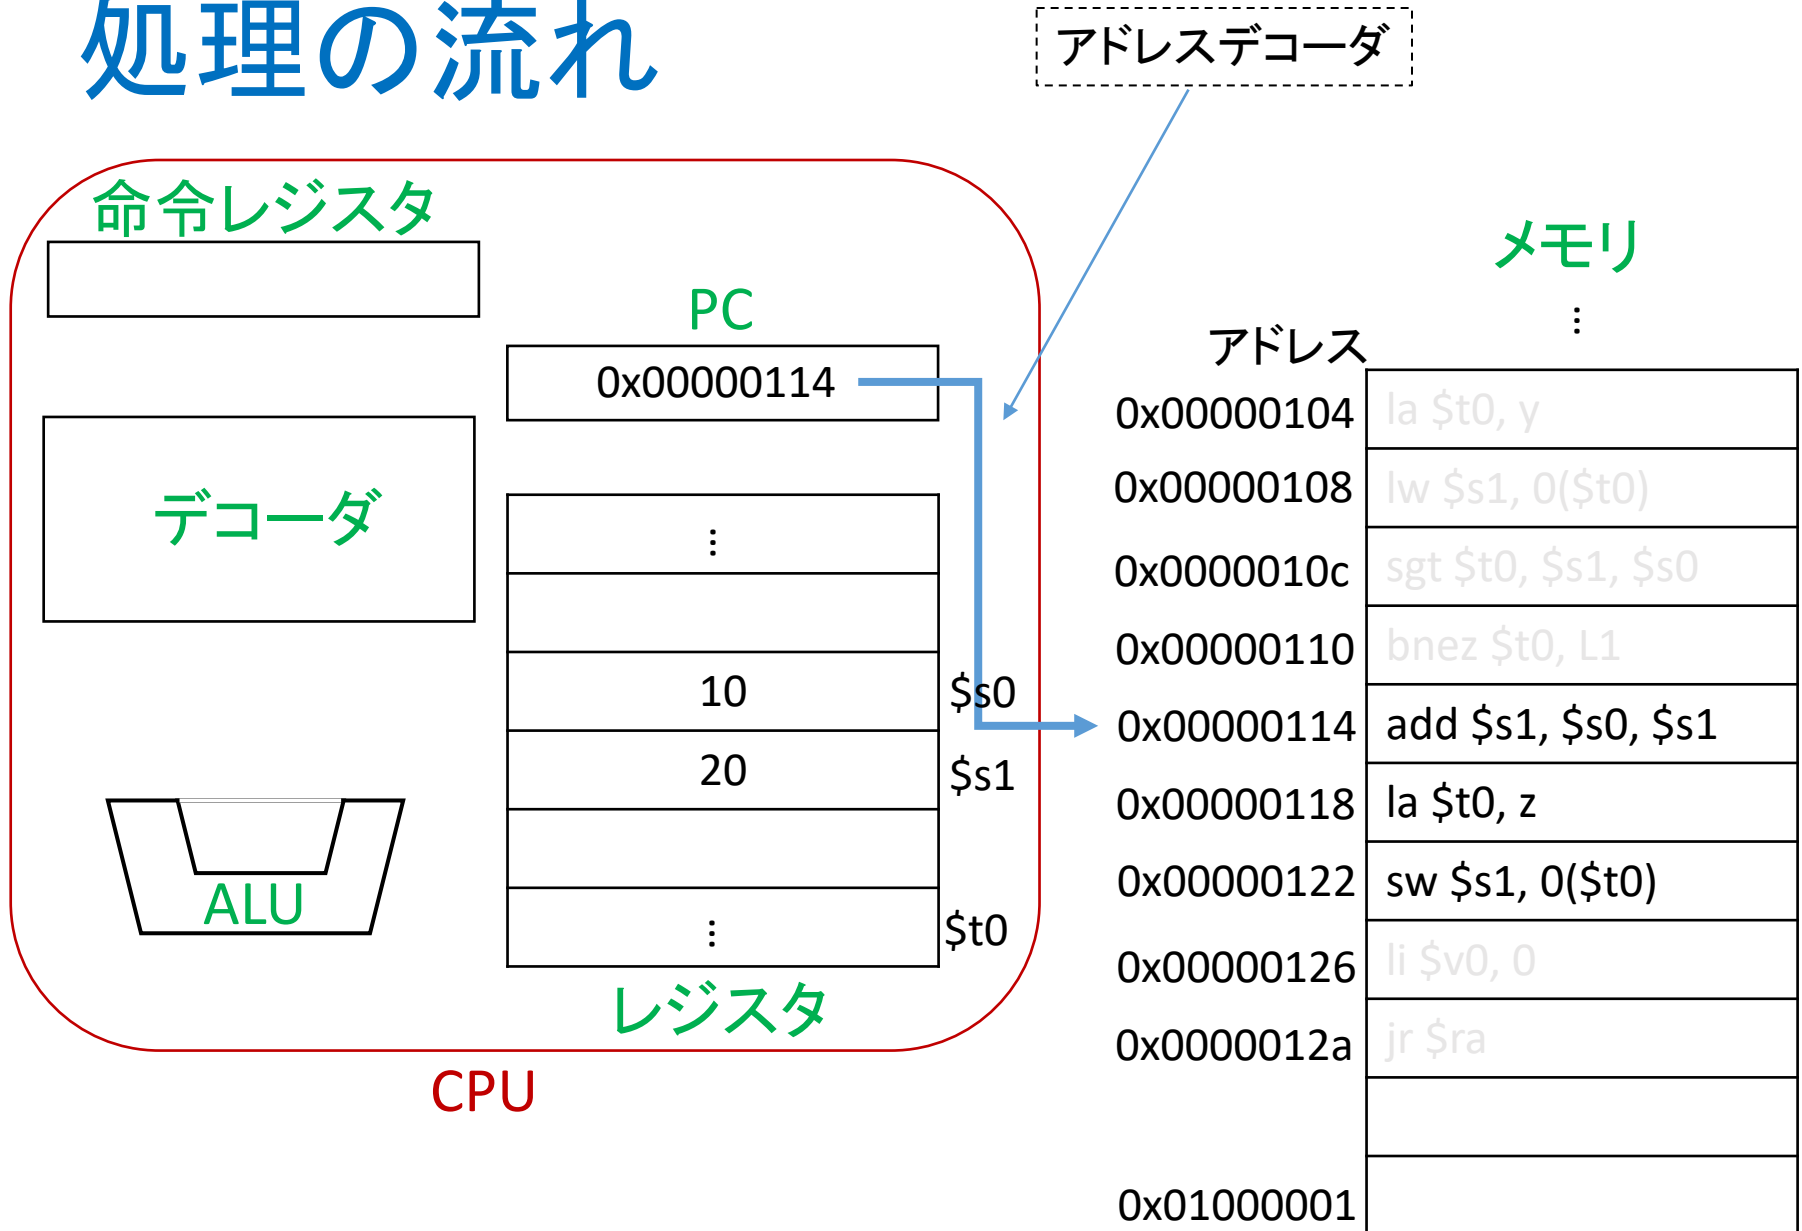 処理の流れ
アドレスデコーダ
命令レジスタ
PC
0x00000114
デコーダ
⋮
10 $s0
20 $s1
⋮ $t0
レジスタ
ALU
CPU
メモリ
⋮
アドレス
0x00000104 la $t0, y
0x00000108 lw $s1, 0($t0)
0x0000010c sgt $t0, $s1, $s0
0x00000110 bnez $t0, L1
0x00000114 add $s1, $s0, $s1
0x00000118 la $t0, z
0x00000122 sw $s1, 0($t0)
0x00000126 li $v0, 0
0x0000012a jr $ra
0x01000001